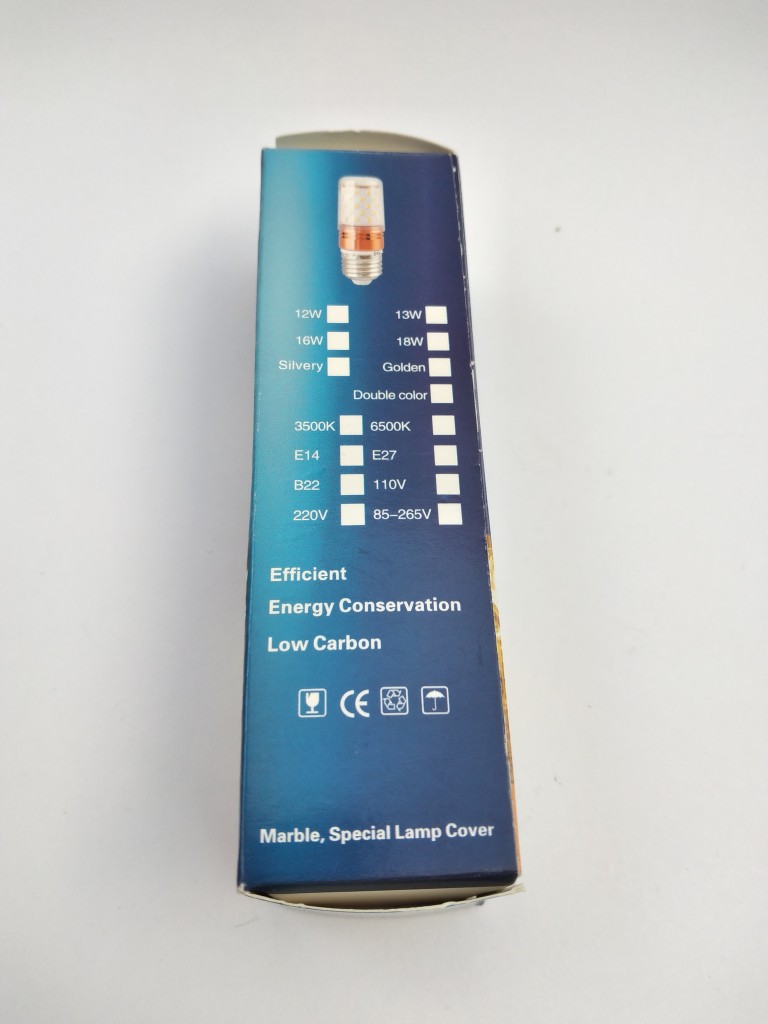 12W 13W
16W 18W
Silvery Golden
Double color
3500K 6500K
E14 E27
B22 110V
220V 85–265V
Efficient
Energy Conservation
Low Carbon
CE
Marble, Special Lamp Cover